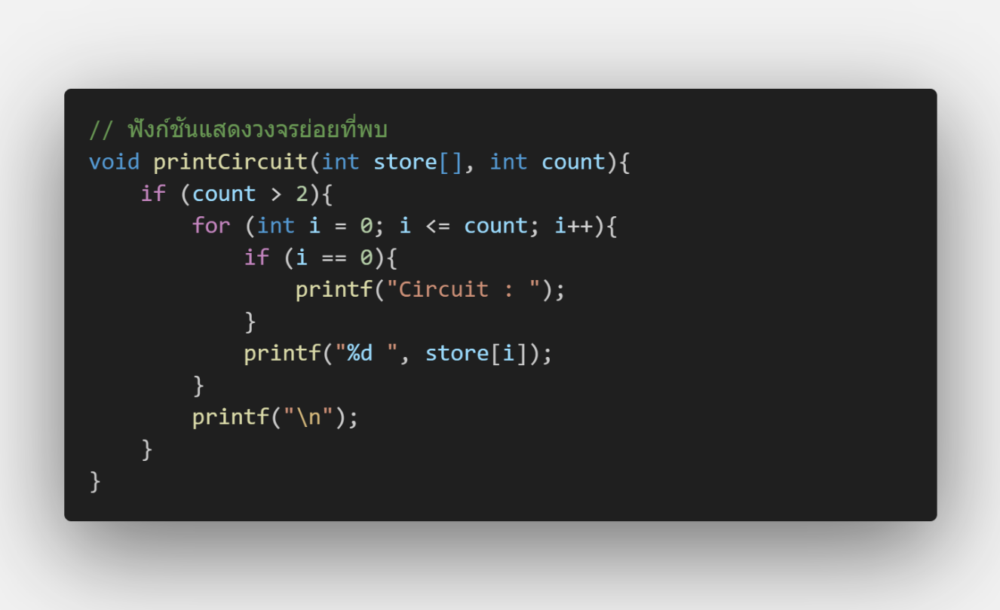 // ฟังก์ชันแสดงวงจรย่อยที่พบ
void printCircuit(int store[], int count){
    if (count > 2){
        for (int i = 0; i <= count; i++){
            if (i == 0){
                printf("Circuit : ");
            }
            printf("%d ", store[i]);
        }
        printf("\n");
    }
}